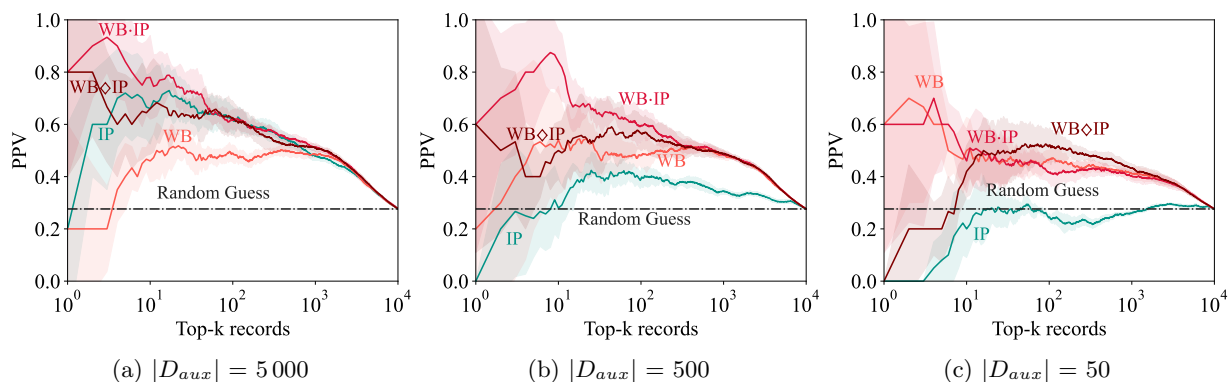 1.0
0.8
0.6
0.4
0.2
0.0
PPV
WB·IP
WB◊IP
IP
WB
Random Guess
10^0 10^1 10^2 10^3 10^4
Top-k records
(a) |D_aux| = 5 000
1.0
0.8
0.6
0.4
0.2
0.0
PPV
WB·IP
WB◊IP
WB
Random Guess
IP
10^0 10^1 10^2 10^3 10^4
Top-k records
(b) |D_aux| = 500
1.0
0.8
0.6
0.4
0.2
0.0
PPV
WB
WB·IP
WB◊IP
Random Guess
IP
10^0 10^1 10^2 10^3 10^4
Top-k records
(c) |D_aux| = 50